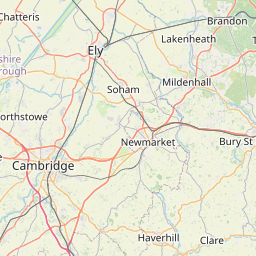 Chatteris
Brandon
Lakenheath
Ely
shire
rough
Mildenhall
Soham
orthstowe
Newmarket
Bury St
Cambridge
Haverhill
Clare